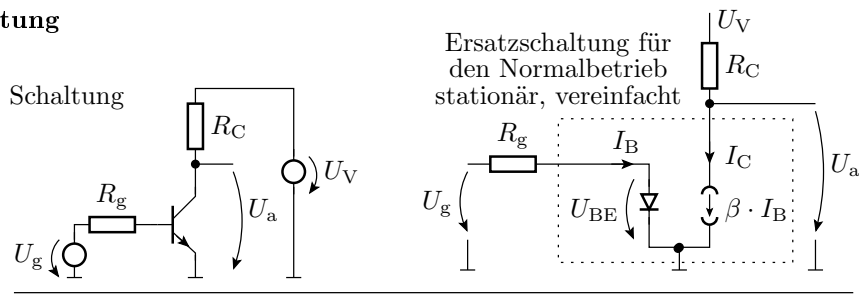 tung
Schaltung
R_C
U_V
R_g
U_a
U_g
Ersatzschaltung für
den Normalbetrieb
stationär, vereinfacht
U_V
R_C
R_g
I_B
I_C
U_a
U_g
U_BE
β · I_B